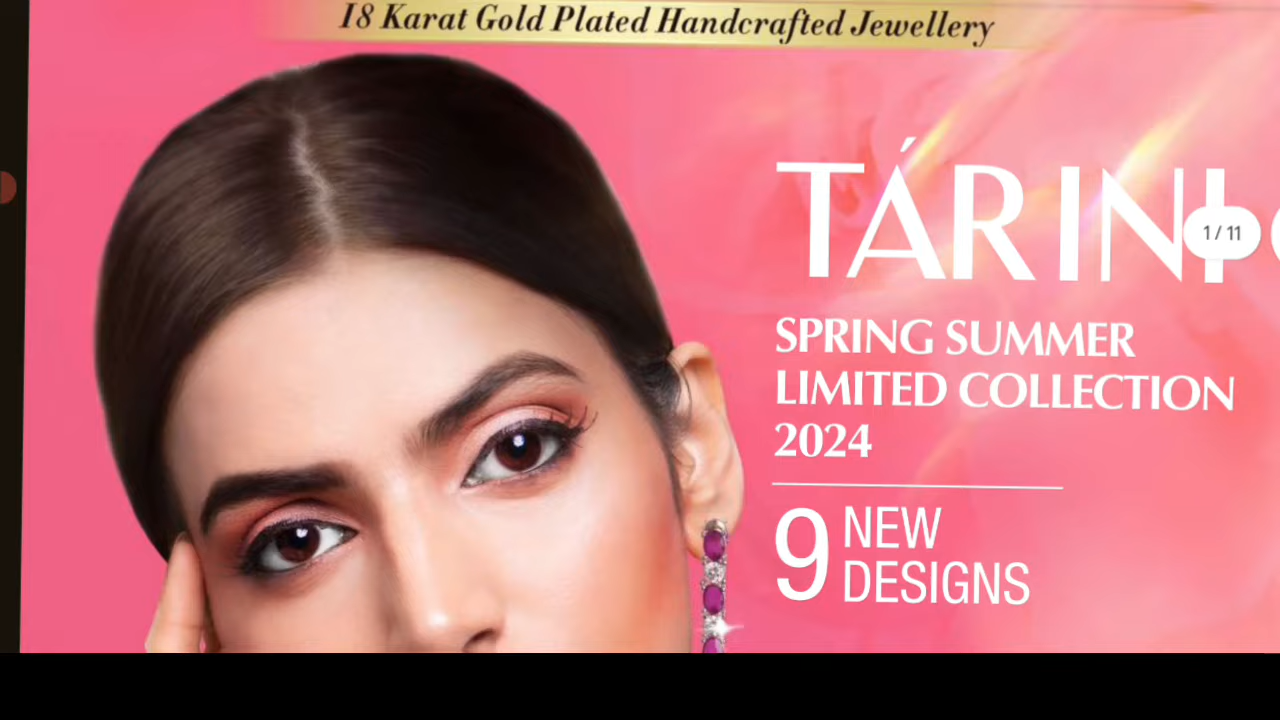 18 Karat Gold Plated Handcrafted Jewellery
TÁRINI
1 / 11
SPRING SUMMER
LIMITED COLLECTION
2024
9 NEW
DESIGNS